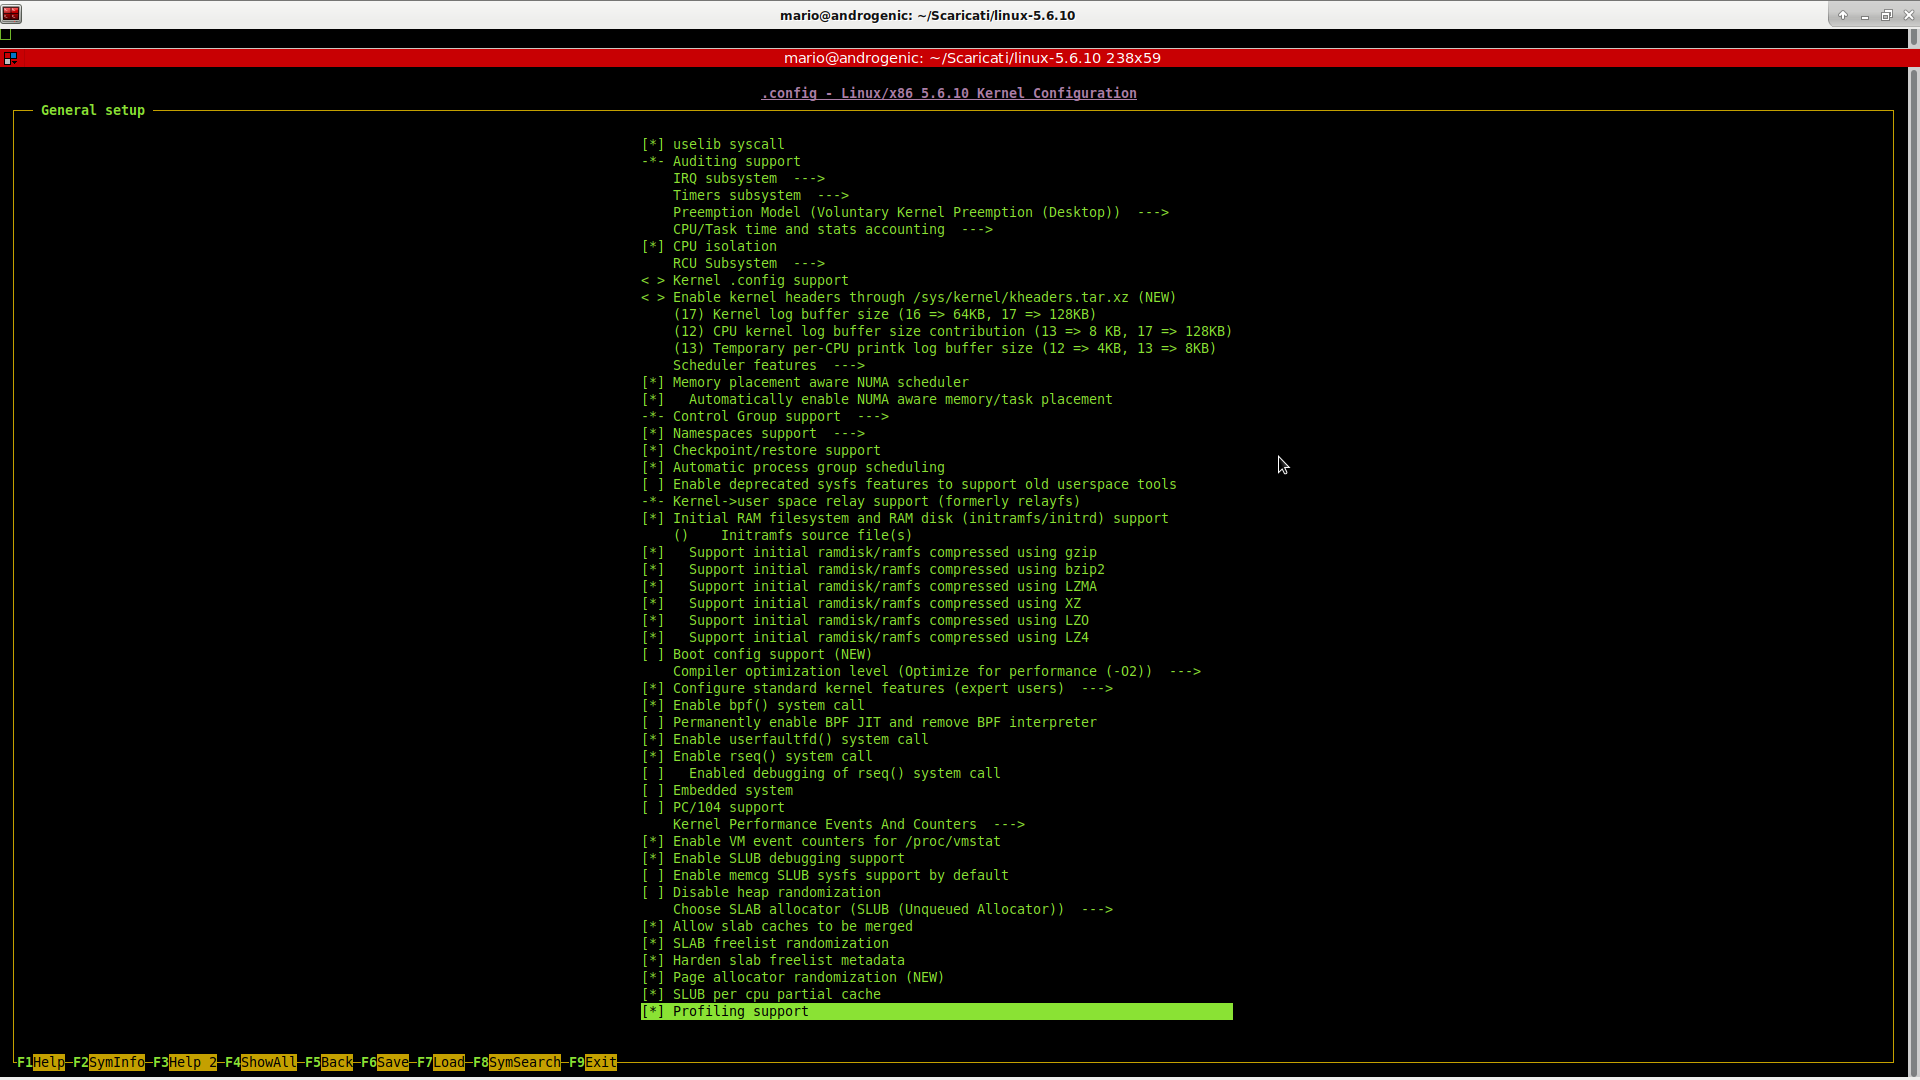 mario@androgenic: ~/Scaricati/linux-5.6.10
mario@androgenic: ~/Scaricati/linux-5.6.10 238x59
.config - Linux/x86 5.6.10 Kernel Configuration
General setup
[*] uselib syscall
-*- Auditing support
IRQ subsystem  --->
Timers subsystem  --->
Preemption Model (Voluntary Kernel Preemption (Desktop))  --->
CPU/Task time and stats accounting  --->
[*] CPU isolation
RCU Subsystem  --->
< > Kernel .config support
< > Enable kernel headers through /sys/kernel/kheaders.tar.xz (NEW)
(17) Kernel log buffer size (16 => 64KB, 17 => 128KB)
(12) CPU kernel log buffer size contribution (13 => 8 KB, 17 => 128KB)
(13) Temporary per-CPU printk log buffer size (12 => 4KB, 13 => 8KB)
Scheduler features  --->
[*] Memory placement aware NUMA scheduler
[*]   Automatically enable NUMA aware memory/task placement
-*- Control Group support  --->
[*] Namespaces support  --->
[*] Checkpoint/restore support
[*] Automatic process group scheduling
[ ] Enable deprecated sysfs features to support old userspace tools
-*- Kernel->user space relay support (formerly relayfs)
[*] Initial RAM filesystem and RAM disk (initramfs/initrd) support
()    Initramfs source file(s)
[*]   Support initial ramdisk/ramfs compressed using gzip
[*]   Support initial ramdisk/ramfs compressed using bzip2
[*]   Support initial ramdisk/ramfs compressed using LZMA
[*]   Support initial ramdisk/ramfs compressed using XZ
[*]   Support initial ramdisk/ramfs compressed using LZO
[*]   Support initial ramdisk/ramfs compressed using LZ4
[ ] Boot config support (NEW)
Compiler optimization level (Optimize for performance (-O2))  --->
[*] Configure standard kernel features (expert users)  --->
[*] Enable bpf() system call
[ ] Permanently enable BPF JIT and remove BPF interpreter
[*] Enable userfaultfd() system call
[*] Enable rseq() system call
[ ]   Enabled debugging of rseq() system call
[ ] Embedded system
[ ] PC/104 support
Kernel Performance Events And Counters  --->
[*] Enable VM event counters for /proc/vmstat
[*] Enable SLUB debugging support
[ ] Enable memcg SLUB sysfs support by default
[ ] Disable heap randomization
Choose SLAB allocator (SLUB (Unqueued Allocator))  --->
[*] Allow slab caches to be merged
[*] SLAB freelist randomization
[*] Harden slab freelist metadata
[*] Page allocator randomization (NEW)
[*] SLUB per cpu partial cache
[*] Profiling support
F1Help F2SymInfo F3Help 2 F4ShowAll F5Back F6Save F7Load F8SymSearch F9Exit